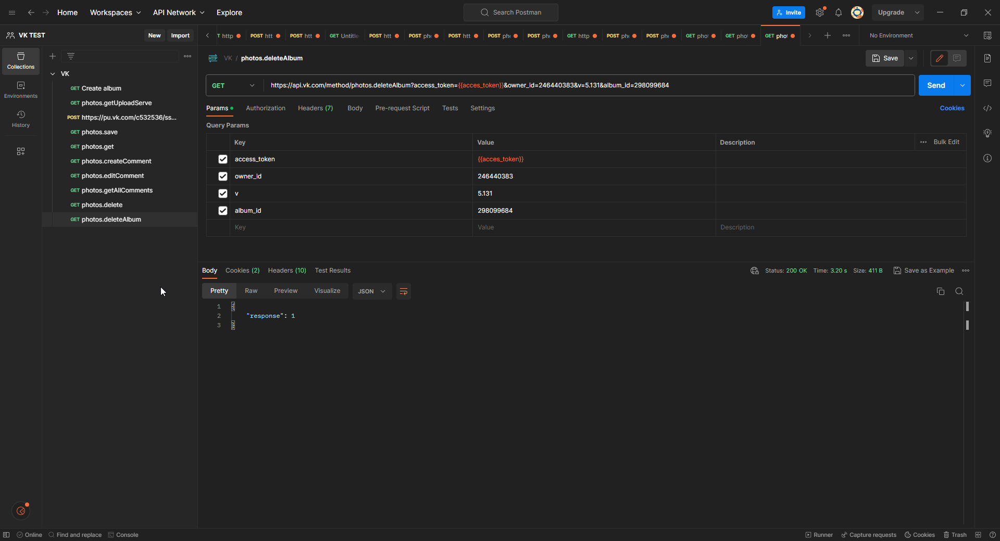 Home Workspaces API Network Explore Search Postman Invite Upgrade
VK TEST New Import
T http POST htt POST htt GET Untitle POST htt POST pho POST htt POST pho POST pho GET http POST pho POST pho GET phot GET phot GET phot No Environment
Collections
Environments
History
VK
GET Create album
GET photos.getUploadServe
POST https://pu.vk.com/c532536/ss...
GET photos.save
GET photos.get
GET photos.createComment
GET photos.editComment
GET photos.getAllComments
GET photos.delete
GET photos.deleteAlbum
HTTP VK / photos.deleteAlbum Save
GET https://api.vk.com/method/photos.deleteAlbum?access_token={{acces_token}}&owner_id=246440383&v=5.131&album_id=298099684 Send
Params Authorization Headers (7) Body Pre-request Script Tests Settings Cookies
Query Params
Key Value Description Bulk Edit
access_token {{acces_token}}
owner_id 246440383
v 5.131
album_id 298099684
Key Value Description
Body Cookies (2) Headers (10) Test Results Status: 200 OK Time: 3.20 s Size: 411 B Save as Example
Pretty Raw Preview Visualize JSON
1 {
2 "response": 1
3 }
Online Find and replace Console Runner Capture requests Cookies Trash